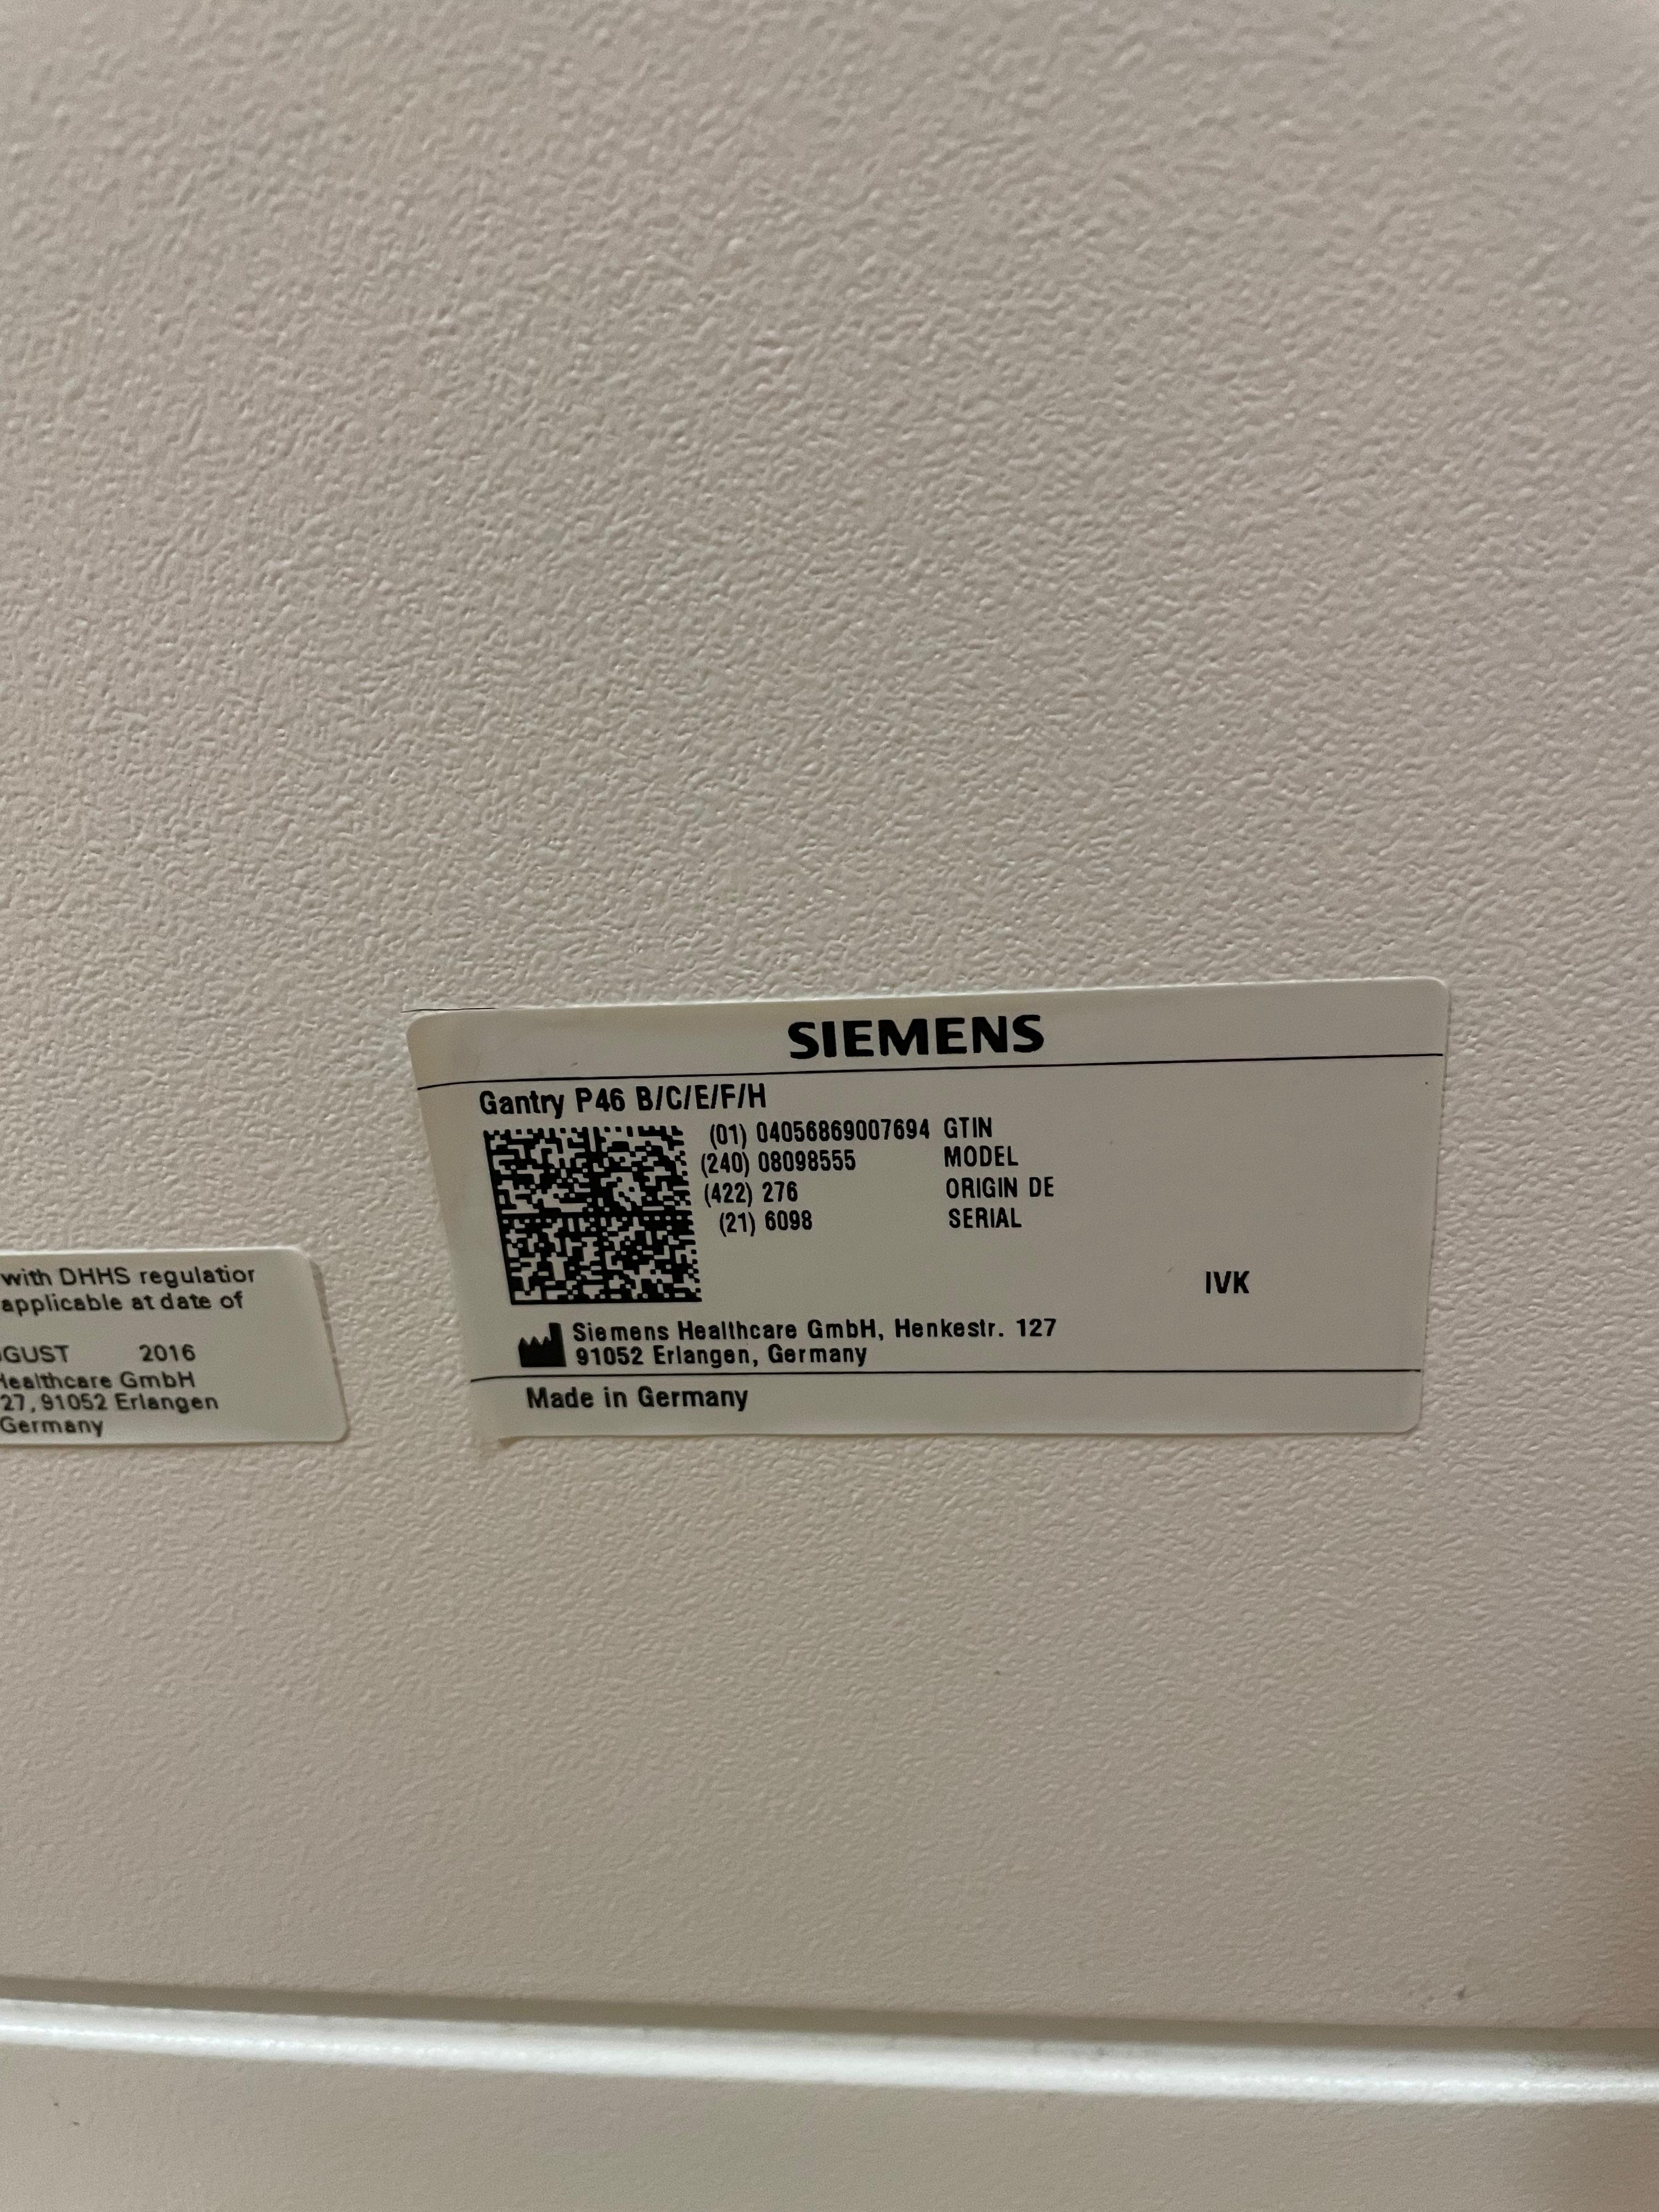 SIEMENS
Gantry P46 B/C/E/F/H
(01) 04056869007694 GTIN
(240) 08098555 MODEL
(422) 276 ORIGIN DE
(21) 6098 SERIAL
IVK
Siemens Healthcare GmbH, Henkestr. 127
91052 Erlangen, Germany
Made in Germany
with DHHS regulation
applicable at date of
GUST 2016
Healthcare GmbH
27, 91052 Erlangen
Germany